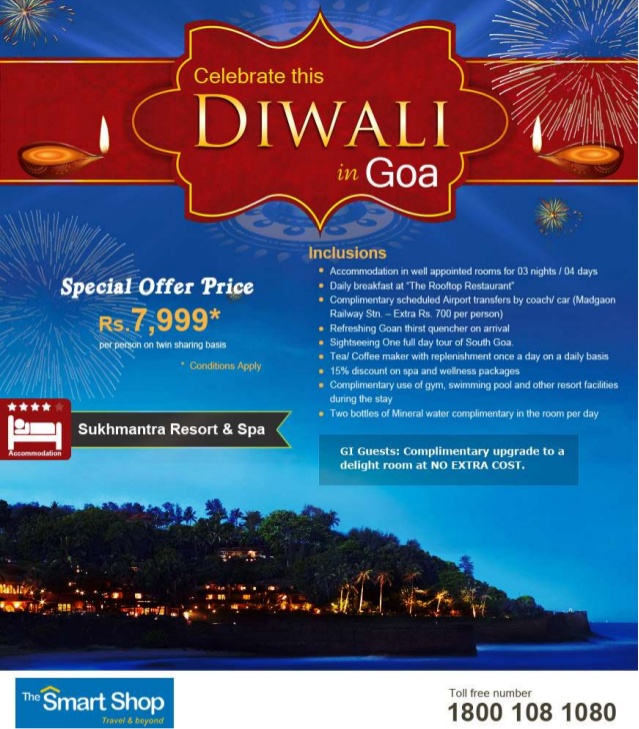 Celebrate this
DIWALI
in Goa
Special Offer Price
Rs.7,999*
per person on twin sharing basis
* Conditions Apply
Accommodation
Sukhmantra Resort & Spa
Inclusions
• Accommodation in well appointed rooms for 03 nights / 04 days
• Daily breakfast at "The Rooftop Restaurant"
• Complimentary scheduled Airport transfers by coach/ car (Madgaon
Railway Stn. – Extra Rs. 700 per person)
• Refreshing Goan thirst quencher on arrival
• Sightseeing One full day tour of South Goa.
• Tea/ Coffee maker with replenishment once a day on a daily basis
• 15% discount on spa and wellness packages
• Complimentary use of gym, swimming pool and other resort facilities
during the stay
• Two bottles of Mineral water complimentary in the room per day
GI Guests: Complimentary upgrade to a
delight room at NO EXTRA COST.
The Smart Shop
Travel & beyond
Toll free number
1800 108 1080